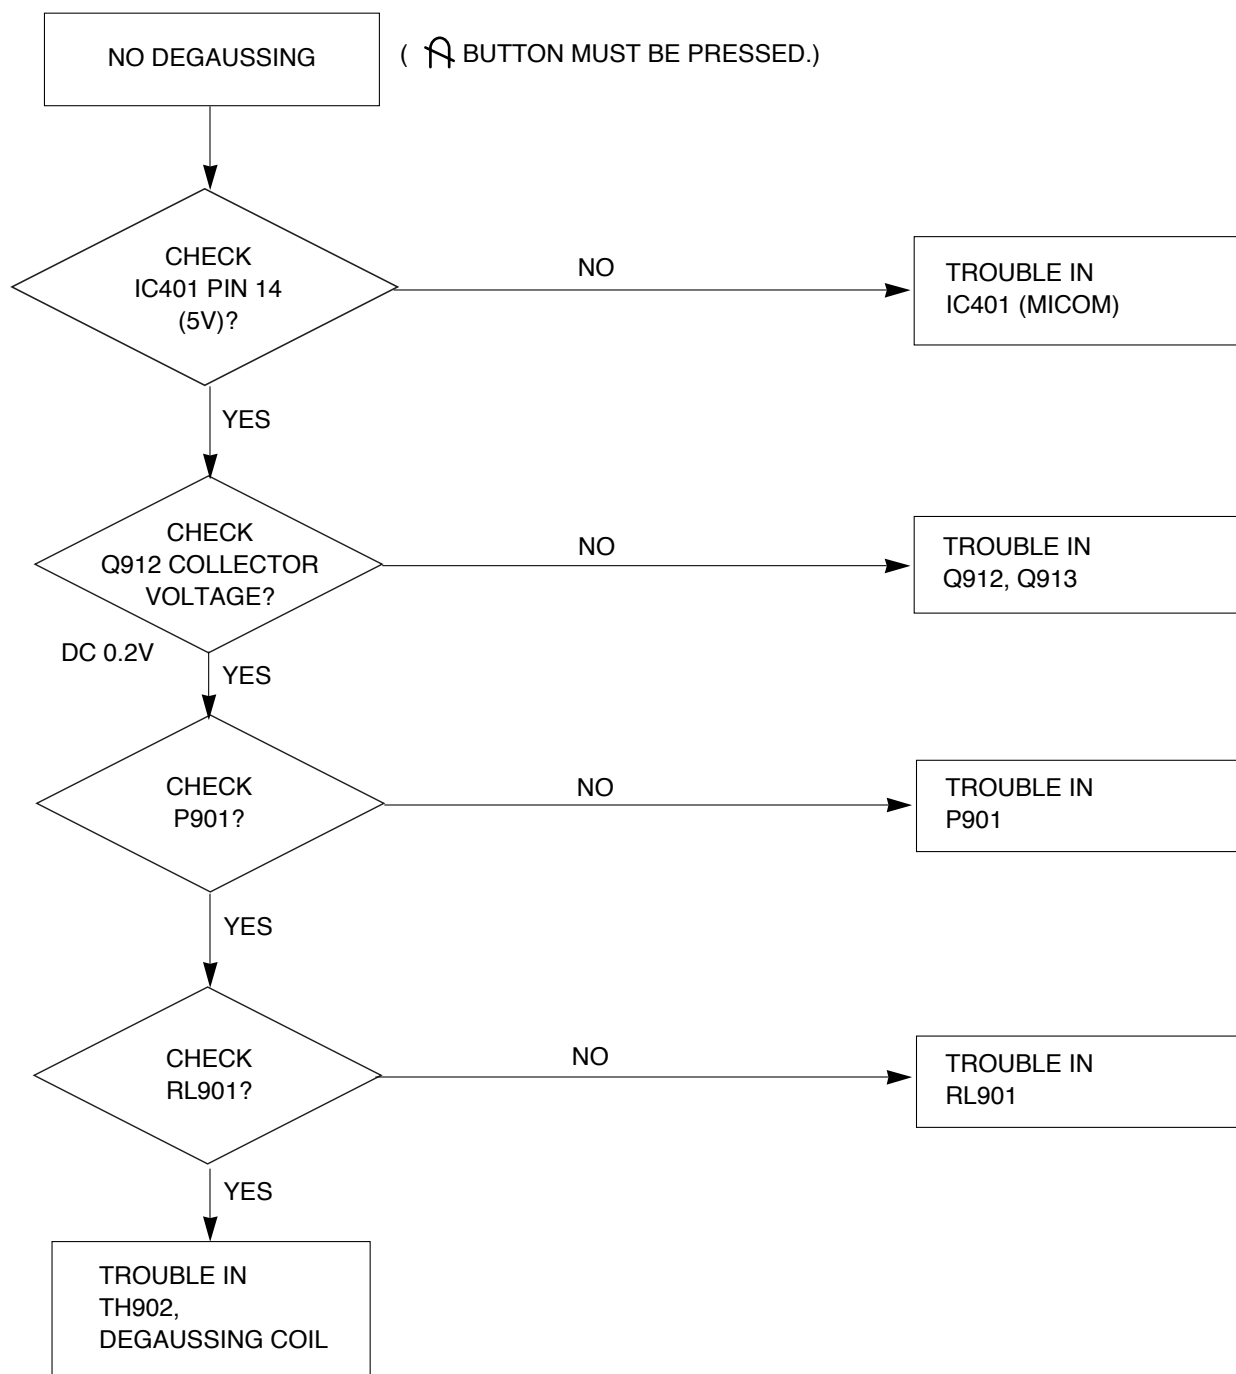 NO DEGAUSSING
( BUTTON MUST BE PRESSED.)
CHECK
IC401 PIN 14
(5V)?
NO
TROUBLE IN
IC401 (MICOM)
YES
CHECK
Q912 COLLECTOR
VOLTAGE?
NO
TROUBLE IN
Q912, Q913
DC 0.2V
YES
CHECK
P901?
NO
TROUBLE IN
P901
YES
CHECK
RL901?
NO
TROUBLE IN
RL901
YES
TROUBLE IN
TH902,
DEGAUSSING COIL